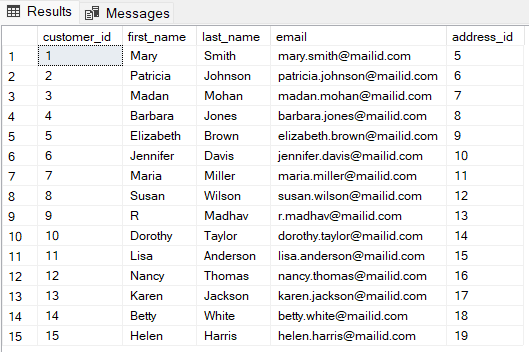 Results Messages
customer_id first_name last_name email address_id
1 1 Mary Smith mary.smith@mailid.com 5
2 2 Patricia Johnson patricia.johnson@mailid.com 6
3 3 Madan Mohan madan.mohan@mailid.com 7
4 4 Barbara Jones barbara.jones@mailid.com 8
5 5 Elizabeth Brown elizabeth.brown@mailid.com 9
6 6 Jennifer Davis jennifer.davis@mailid.com 10
7 7 Maria Miller maria.miller@mailid.com 11
8 8 Susan Wilson susan.wilson@mailid.com 12
9 9 R Madhav r.madhav@mailid.com 13
10 10 Dorothy Taylor dorothy.taylor@mailid.com 14
11 11 Lisa Anderson lisa.anderson@mailid.com 15
12 12 Nancy Thomas nancy.thomas@mailid.com 16
13 13 Karen Jackson karen.jackson@mailid.com 17
14 14 Betty White betty.white@mailid.com 18
15 15 Helen Harris helen.harris@mailid.com 19